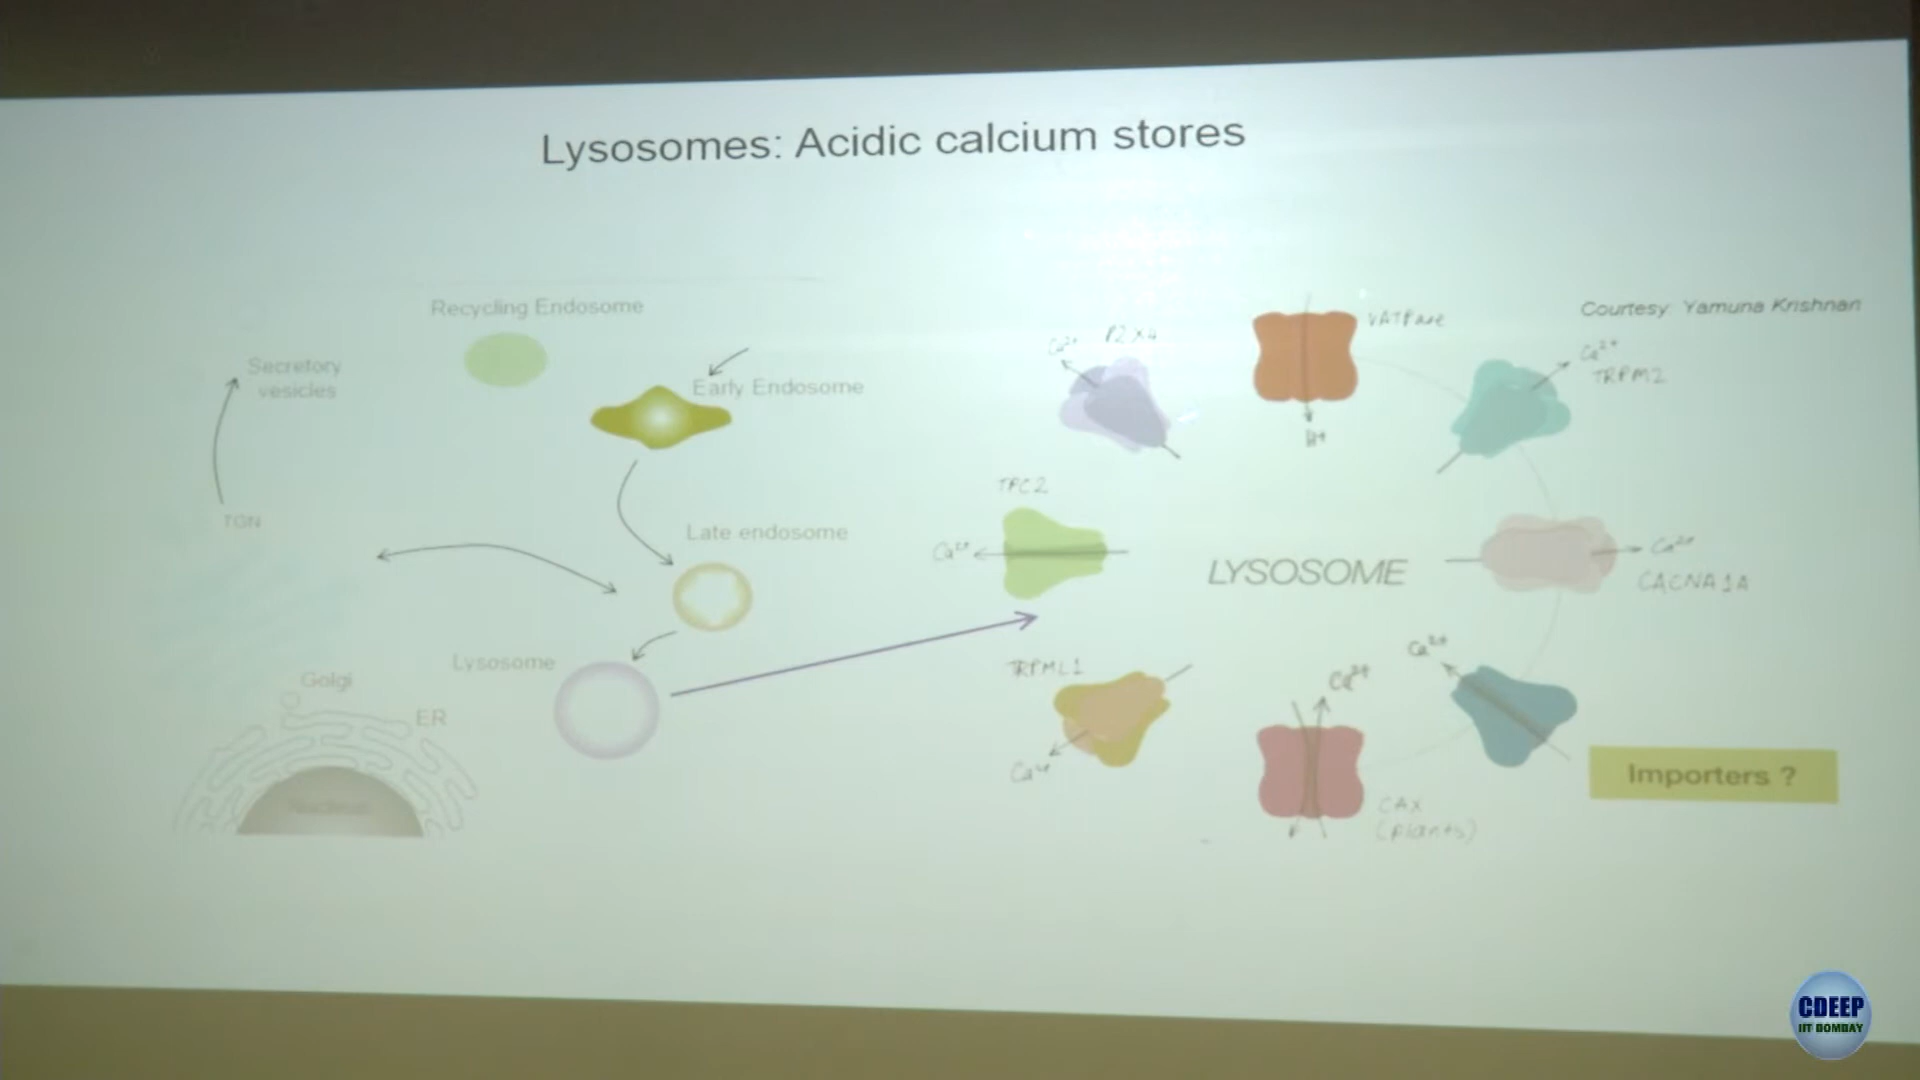 Lysosomes: Acidic calcium stores
Courtesy: Yamuna Krishnan
Recycling Endosome
Secretory
vesicles
Early Endosome
TGN
Late endosome
Lysosome
Golgi
ER
Nucleus
Ca2+
P2X4
VATPase
H+
Ca2+
TRPM2
TPC2
Ca2+
LYSOSOME
Ca2+
CACNA1A
TRPML1
Ca2+
Ca2+
CAX
(plants)
Ca2+
Importers ?
CDEEP
IIT BOMBAY